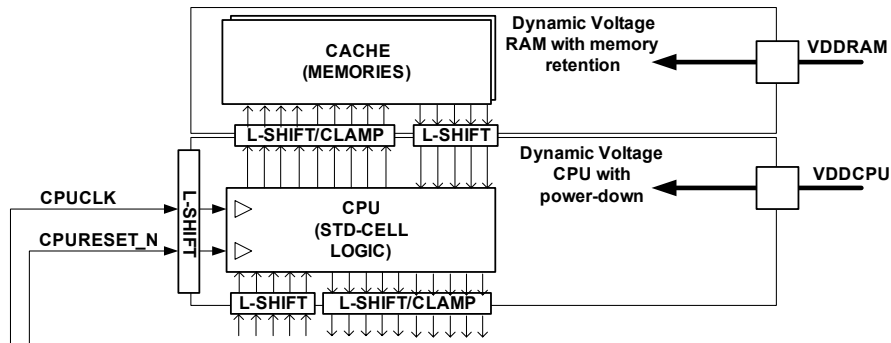 Dynamic Voltage
RAM with memory
retention
VDDRAM
CACHE
(MEMORIES)
L-SHIFT/CLAMP
L-SHIFT
Dynamic Voltage
CPU with
power-down
VDDCPU
L-SHIFT
CPUCLK
CPURESET_N
CPU
(STD-CELL
LOGIC)
L-SHIFT
L-SHIFT/CLAMP